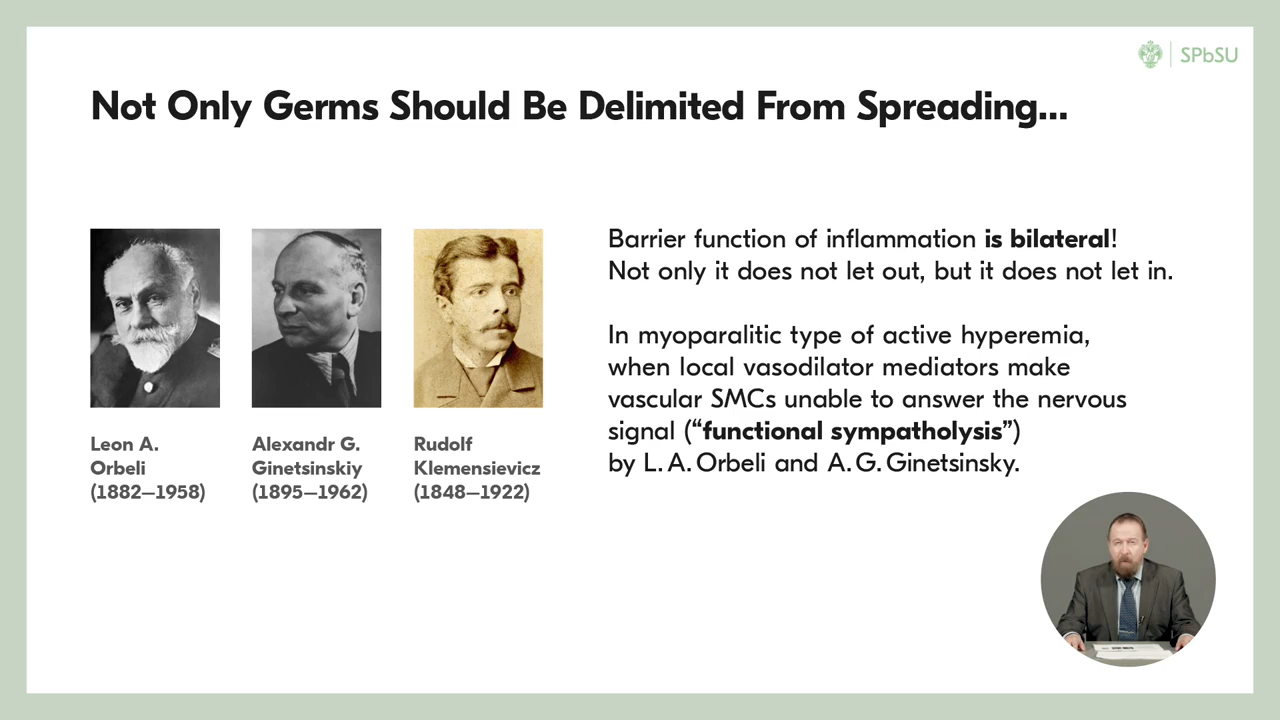 SPbSU
Not Only Germs Should Be Delimited From Spreading...
Leon A.
Orbeli
(1882–1958)
Alexandr G.
Ginetsinskiy
(1895–1962)
Rudolf
Klemensievicz
(1848–1922)
Barrier function of inflammation is bilateral!
Not only it does not let out, but it does not let in.
In myoparalitic type of active hyperemia,
when local vasodilator mediators make
vascular SMCs unable to answer the nervous
signal (“functional sympatholysis”)
by L. A. Orbeli and A. G. Ginetsinsky.